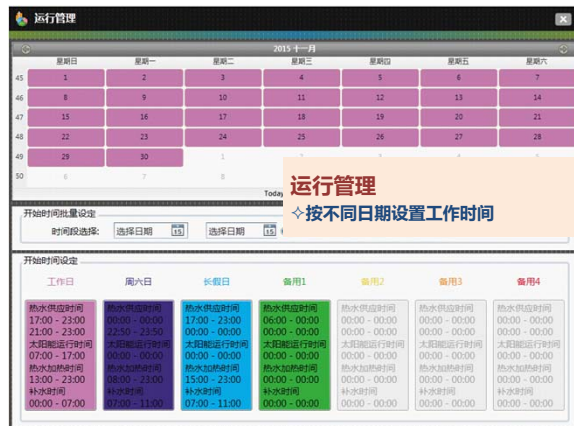 运行管理
2015 十一月
星期日 星期一 星期二 星期三 星期四 星期五 星期六
45 1 2 3 4 5 6 7
46 8 9 10 11 12 13 14
47 15 16 17 18 19 20 21
48 22 23 24 25 26 27 28
49 29 30 1
50 6 7 8
Today
运行管理
按不同日期设置工作时间
开始时间批量设定
时间段选择: 选择日期 15 选择日期 15
开始时间设定
工作日 周六日 长假日 备用1 备用2 备用3 备用4
热水供应时间 热水供应时间 热水供应时间 热水供应时间 热水供应时间 热水供应时间 热水供应时间
17:00 - 23:00 00:00 - 00:00 17:00 - 23:00 06:00 - 00:00 00:00 - 00:00 00:00 - 00:00 00:00 - 00:00
21:00 - 23:00 22:50 - 23:50 00:00 - 00:00 00:00 - 00:00 00:00 - 00:00 00:00 - 00:00 00:00 - 00:00
太阳能运行时间 太阳能运行时间 太阳能运行时间 太阳能运行时间 太阳能运行时间 太阳能运行时间 太阳能运行时间
07:00 - 17:00 00:00 - 00:00 00:00 - 00:00 00:00 - 00:00 00:00 - 00:00 00:00 - 00:00 00:00 - 00:00
热水加热时间 热水加热时间 热水加热时间 热水加热时间 热水加热时间 热水加热时间 热水加热时间
13:00 - 23:00 08:00 - 23:00 15:00 - 23:00 00:00 - 00:00 00:00 - 00:00 00:00 - 00:00 00:00 - 00:00
补水时间 补水时间 补水时间 补水时间 补水时间 补水时间 补水时间
00:00 - 07:00 07:00 - 11:00 07:00 - 11:00 00:00 - 00:00 00:00 - 00:00 00:00 - 00:00 00:00 - 00:00